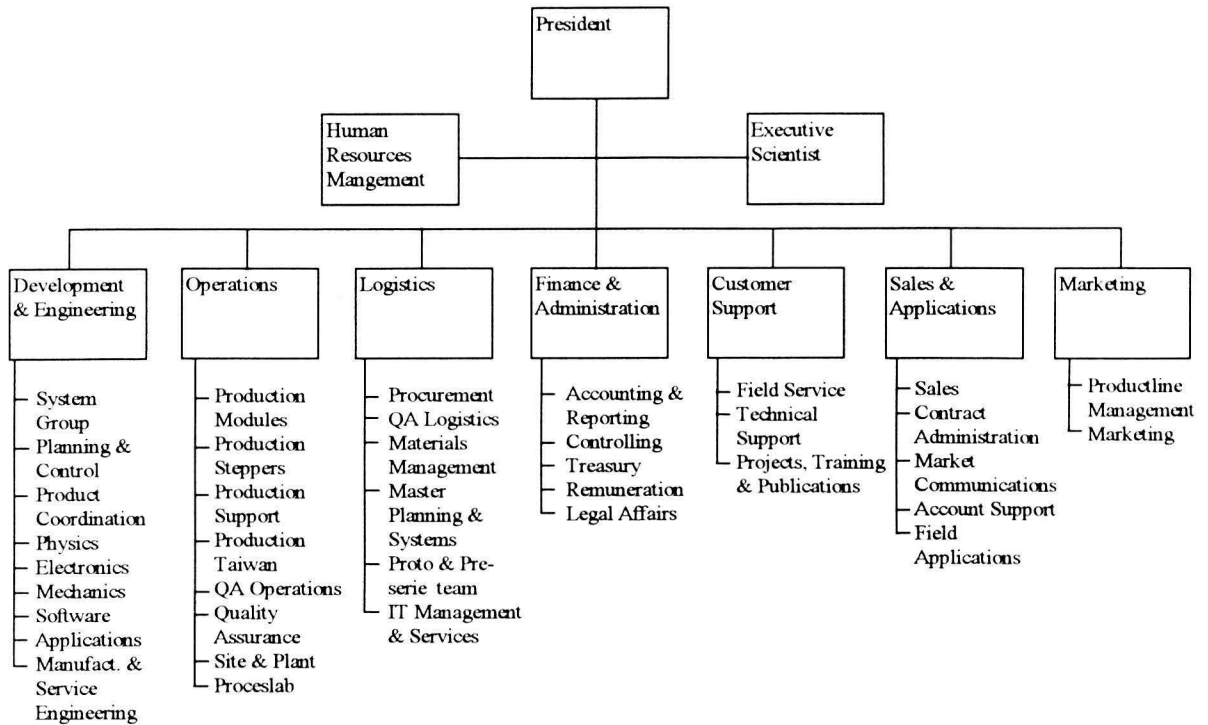 President
Human
Resources
Mangement
Executive
Scientist
Development
& Engineering
System
Group
Planning &
Control
Product
Coordination
Physics
Electronics
Mechanics
Software
Applications
Manufact. &
Service
Engineering
Operations
Production
Modules
Production
Steppers
Production
Support
Production
Taiwan
QA Operations
Quality
Assurance
Site & Plant
Proceslab
Logistics
Procurement
QA Logistics
Materials
Management
Master
Planning &
Systems
Proto & Pre-
serie team
IT Management
& Services
Finance &
Administration
Accounting &
Reporting
Controlling
Treasury
Remuneration
Legal Affairs
Customer
Support
Field Service
Technical
Support
Projects, Training
& Publications
Sales &
Applications
Sales
Contract
Administration
Market
Communications
Account Support
Field
Applications
Marketing
Productline
Management
Marketing